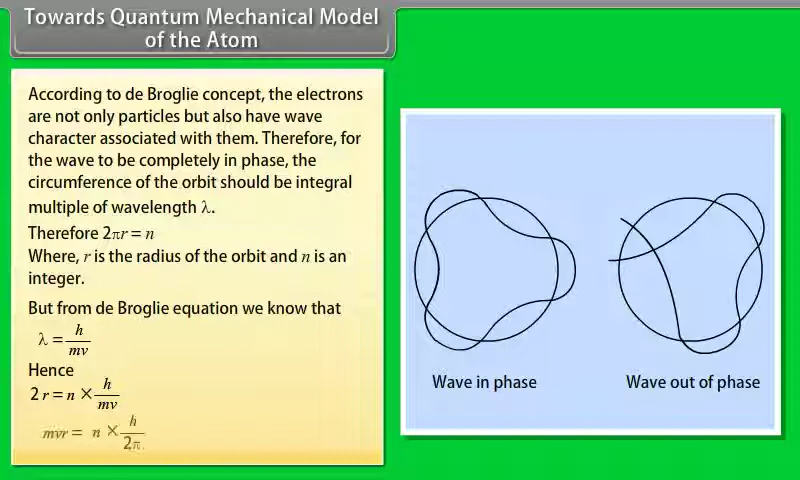 Towards Quantum Mechanical Model
of the Atom
According to de Broglie concept, the electrons
are not only particles but also have wave
character associated with them. Therefore, for
the wave to be completely in phase, the
circumference of the orbit should be integral
multiple of wavelength λ.
Therefore 2πr = n
Where, r is the radius of the orbit and n is an
integer.
But from de Broglie equation we know that
λ = h/mv
Hence
2 r = n × h/mv
mvr = n × h/2π
Wave in phase
Wave out of phase